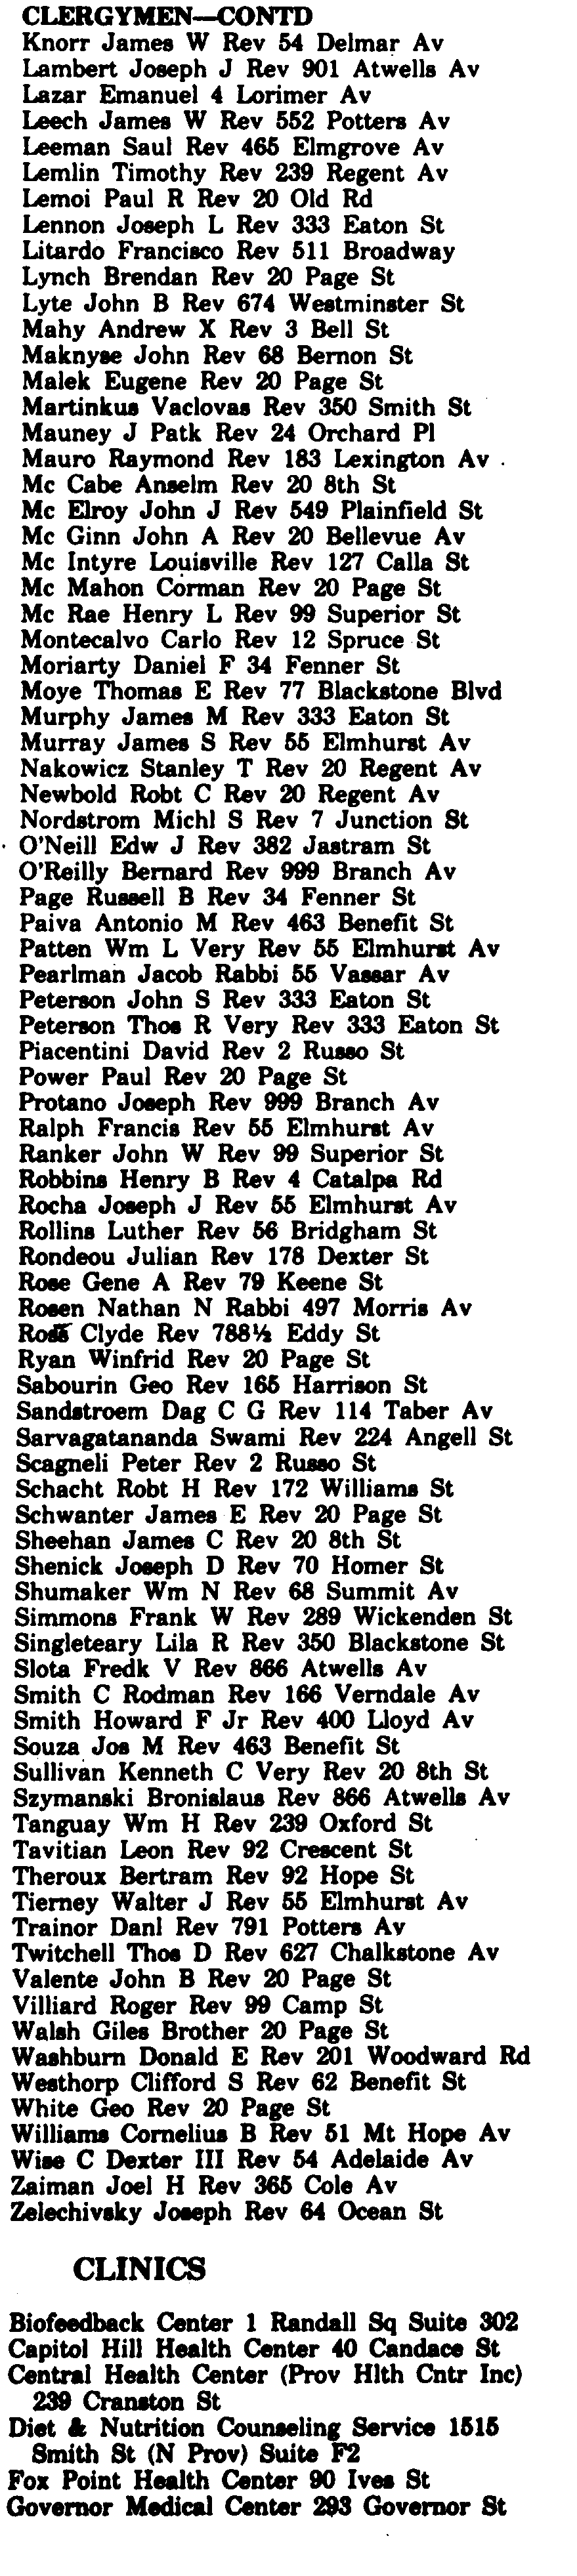 CLERGYMEN—CONTD
Knorr James W Rev 54 Delmar Av
Lambert Joseph J Rev 901 Atwells Av
Lazar Emanuel 4 Lorimer Av
Leech James W Rev 552 Potters Av
Leeman Saul Rev 465 Elmgrove Av
Lemlin Timothy Rev 239 Regent Av
Lemoi Paul R Rev 20 Old Rd
Lennon Joseph L Rev 333 Eaton St
Litardo Francisco Rev 511 Broadway
Lynch Brendan Rev 20 Page St
Lyte John B Rev 674 Westminster St
Mahy Andrew X Rev 3 Bell St
Maknyse John Rev 68 Bernon St
Malek Eugene Rev 20 Page St
Martinkus Vaclovas Rev 350 Smith St
Mauney J Patk Rev 24 Orchard Pl
Mauro Raymond Rev 183 Lexington Av
Mc Cabe Anselm Rev 20 8th St
Mc Elroy John J Rev 549 Plainfield St
Mc Ginn John A Rev 20 Bellevue Av
Mc Intyre Louisville Rev 127 Calla St
Mc Mahon Corman Rev 20 Page St
Mc Rae Henry L Rev 99 Superior St
Montecalvo Carlo Rev 12 Spruce St
Moriarty Daniel F 34 Fenner St
Moye Thomas E Rev 77 Blackstone Blvd
Murphy James M Rev 333 Eaton St
Murray James S Rev 55 Elmhurst Av
Nakowicz Stanley T Rev 20 Regent Av
Newbold Robt C Rev 20 Regent Av
Nordstrom Michl S Rev 7 Junction St
O'Neill Edw J Rev 382 Jastram St
O'Reilly Bernard Rev 999 Branch Av
Page Russell B Rev 34 Fenner St
Paiva Antonio M Rev 463 Benefit St
Patten Wm L Very Rev 55 Elmhurst Av
Pearlman Jacob Rabbi 55 Vassar Av
Peterson John S Rev 333 Eaton St
Peterson Thos R Very Rev 333 Eaton St
Piacentini David Rev 2 Russo St
Power Paul Rev 20 Page St
Protano Joseph Rev 999 Branch Av
Ralph Francis Rev 55 Elmhurst Av
Ranker John W Rev 99 Superior St
Robbins Henry B Rev 4 Catalpa Rd
Rocha Joseph J Rev 55 Elmhurst Av
Rollins Luther Rev 56 Bridgham St
Rondeou Julian Rev 178 Dexter St
Rose Gene A Rev 79 Keene St
Rosen Nathan N Rabbi 497 Morris Av
Ross Clyde Rev 788½ Eddy St
Ryan Winfrid Rev 20 Page St
Sabourin Geo Rev 165 Harrison St
Sandstroem Dag C G Rev 114 Taber Av
Sarvagatananda Swami Rev 224 Angell St
Scagneli Peter Rev 2 Russo St
Schacht Robt H Rev 172 Williams St
Schwanter James E Rev 20 Page St
Sheehan James C Rev 20 8th St
Shenick Joseph D Rev 70 Homer St
Shumaker Wm N Rev 68 Summit Av
Simmons Frank W Rev 289 Wickenden St
Singleteary Lila R Rev 350 Blackstone St
Slota Fredk V Rev 866 Atwells Av
Smith C Rodman Rev 166 Verndale Av
Smith Howard F Jr Rev 400 Lloyd Av
Souza Jos M Rev 463 Benefit St
Sullivan Kenneth C Very Rev 20 8th St
Szymanski Bronislaus Rev 866 Atwells Av
Tanguay Wm H Rev 239 Oxford St
Tavitian Leon Rev 92 Crescent St
Theroux Bertram Rev 92 Hope St
Tierney Walter J Rev 55 Elmhurst Av
Trainor Danl Rev 791 Potters Av
Twitchell Thos D Rev 627 Chalkstone Av
Valente John B Rev 20 Page St
Villiard Roger Rev 99 Camp St
Walsh Giles Brother 20 Page St
Washburn Donald E Rev 201 Woodward Rd
Westhorp Clifford S Rev 62 Benefit St
White Geo Rev 20 Page St
Williams Cornelius B Rev 51 Mt Hope Av
Wise C Dexter III Rev 54 Adelaide Av
Zaiman Joel H Rev 365 Cole Av
Zelechivsky Joseph Rev 64 Ocean St
CLINICS
Biofeedback Center 1 Randall Sq Suite 302
Capitol Hill Health Center 40 Candace St
Central Health Center (Prov Hlth Cntr Inc)
239 Cranston St
Diet & Nutrition Counseling Service 1515
Smith St (N Prov) Suite F2
Fox Point Health Center 90 Ives St
Governor Medical Center 293 Governor St